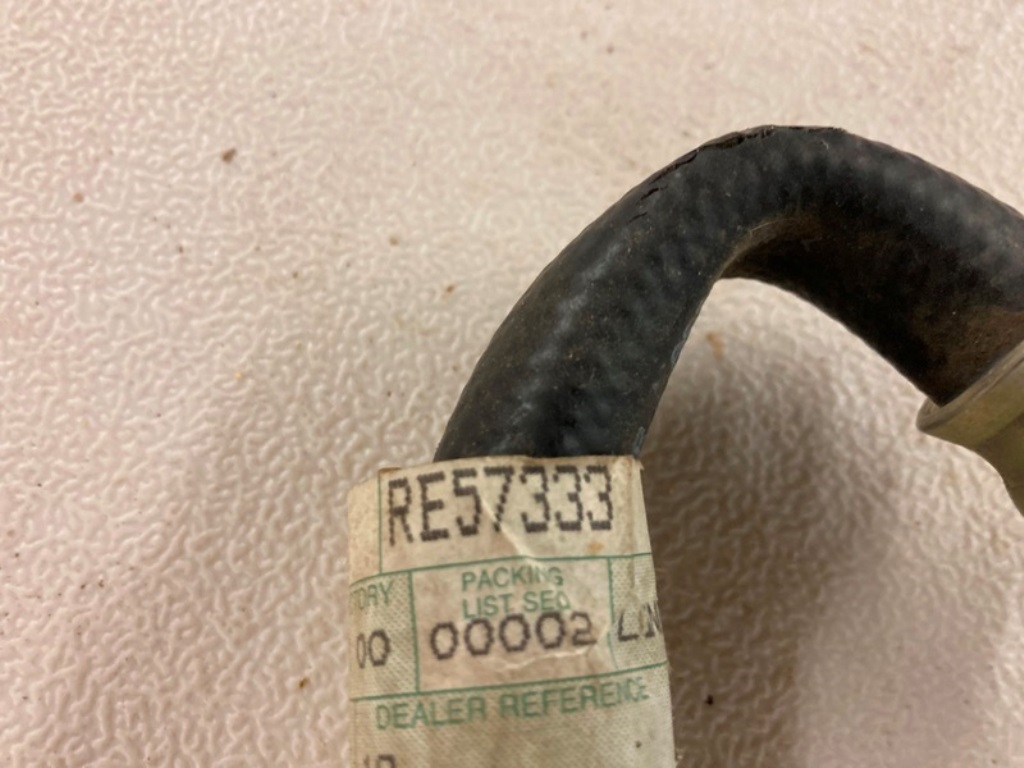 RE57333
PACKING
LIST SEQ
00 00002
DEALER REFERENCE